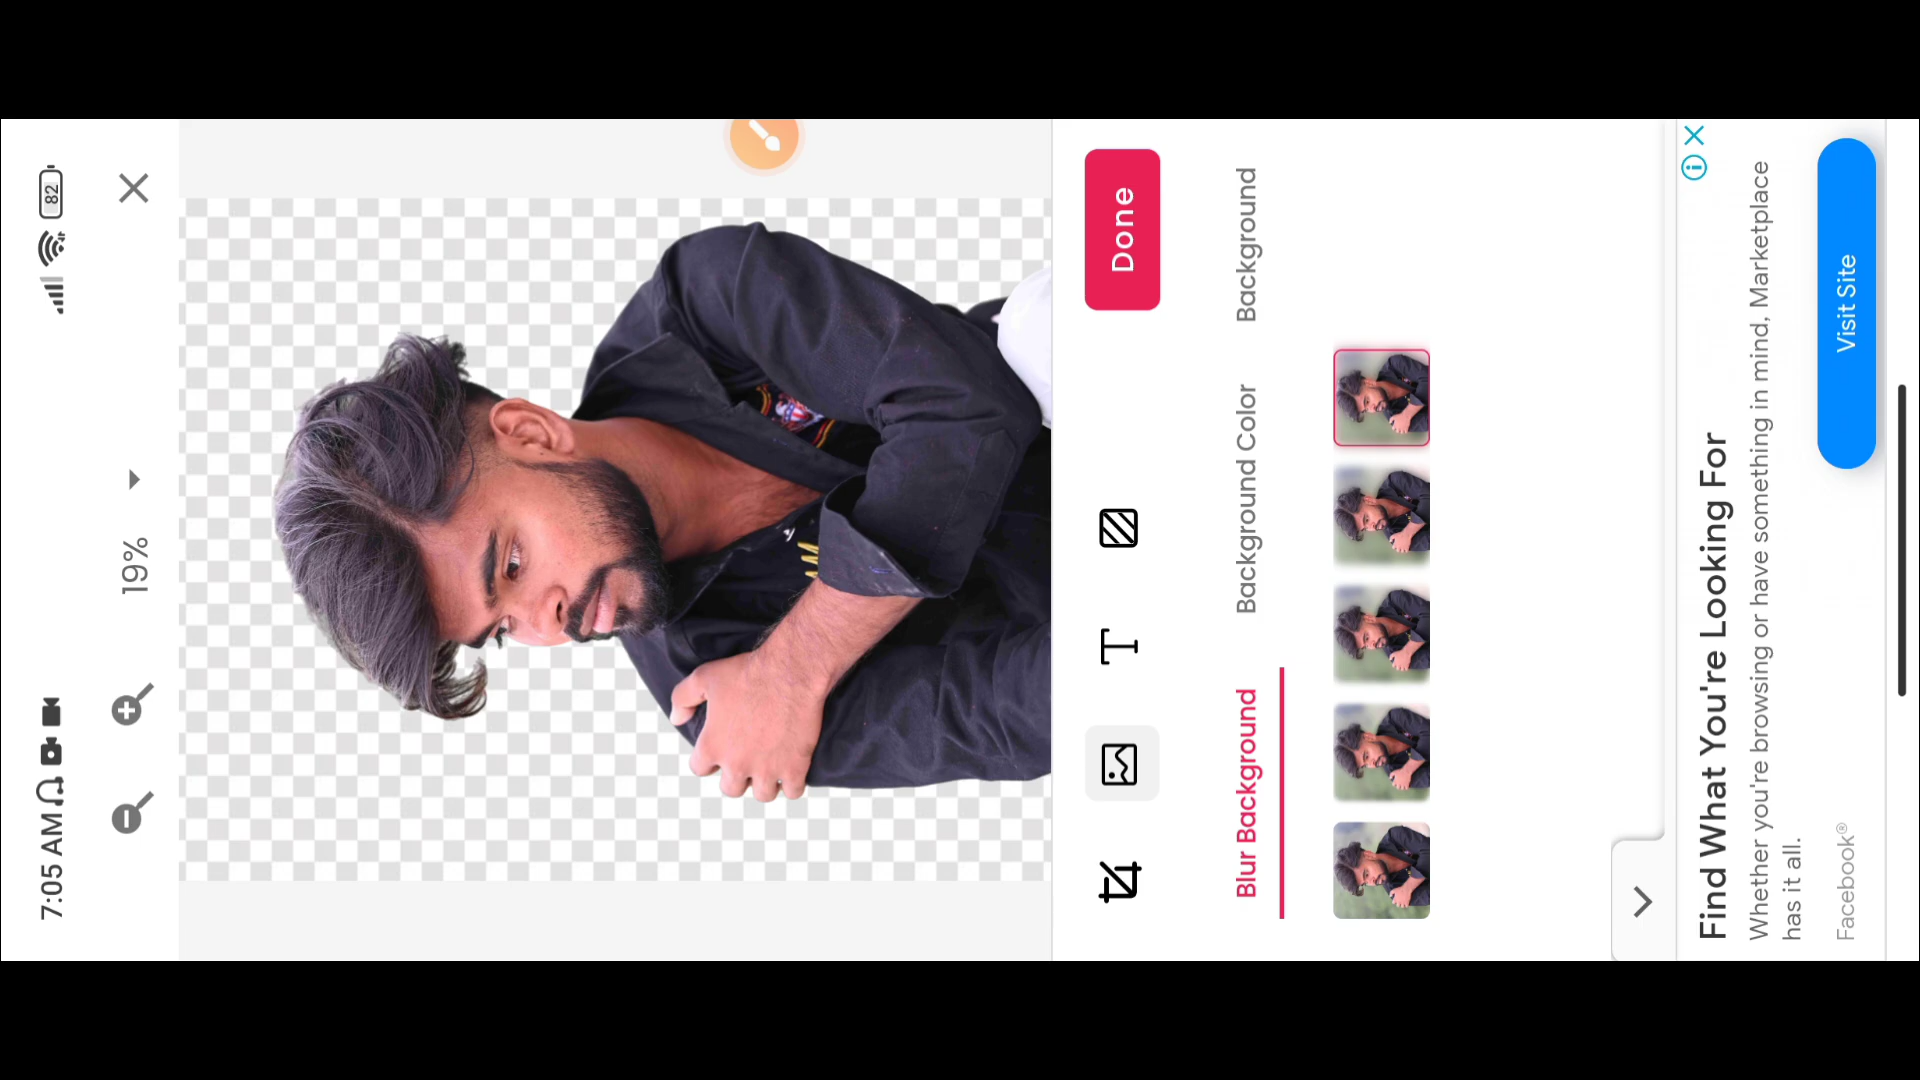 7:05 AM
82
19%
Done
Blur Background
Background Color
Background
Find What You're Looking For
Whether you're browsing or have something in mind, Marketplace
has it all.
Facebook®
Visit Site